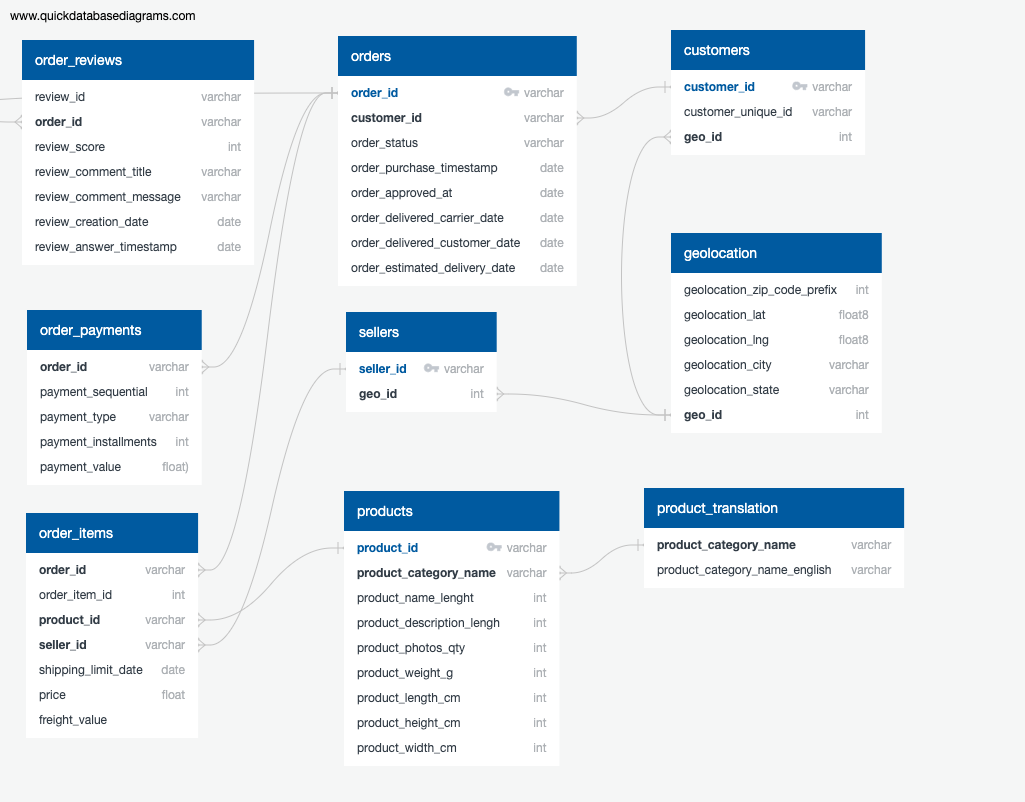 www.quickdatabasediagrams.com
order_reviews
review_id varchar
order_id varchar
review_score int
review_comment_title varchar
review_comment_message varchar
review_creation_date date
review_answer_timestamp date
orders
order_id varchar
customer_id varchar
order_status varchar
order_purchase_timestamp date
order_approved_at date
order_delivered_carrier_date date
order_delivered_customer_date date
order_estimated_delivery_date date
customers
customer_id varchar
customer_unique_id varchar
geo_id int
geolocation
geolocation_zip_code_prefix int
geolocation_lat float8
geolocation_lng float8
geolocation_city varchar
geolocation_state varchar
geo_id int
order_payments
order_id varchar
payment_sequential int
payment_type varchar
payment_installments int
payment_value float)
sellers
seller_id varchar
geo_id int
order_items
order_id varchar
order_item_id int
product_id varchar
seller_id varchar
shipping_limit_date date
price float
freight_value
products
product_id varchar
product_category_name varchar
product_name_lenght int
product_description_lengh int
product_photos_qty int
product_weight_g int
product_length_cm int
product_height_cm int
product_width_cm int
product_translation
product_category_name varchar
product_category_name_english varchar